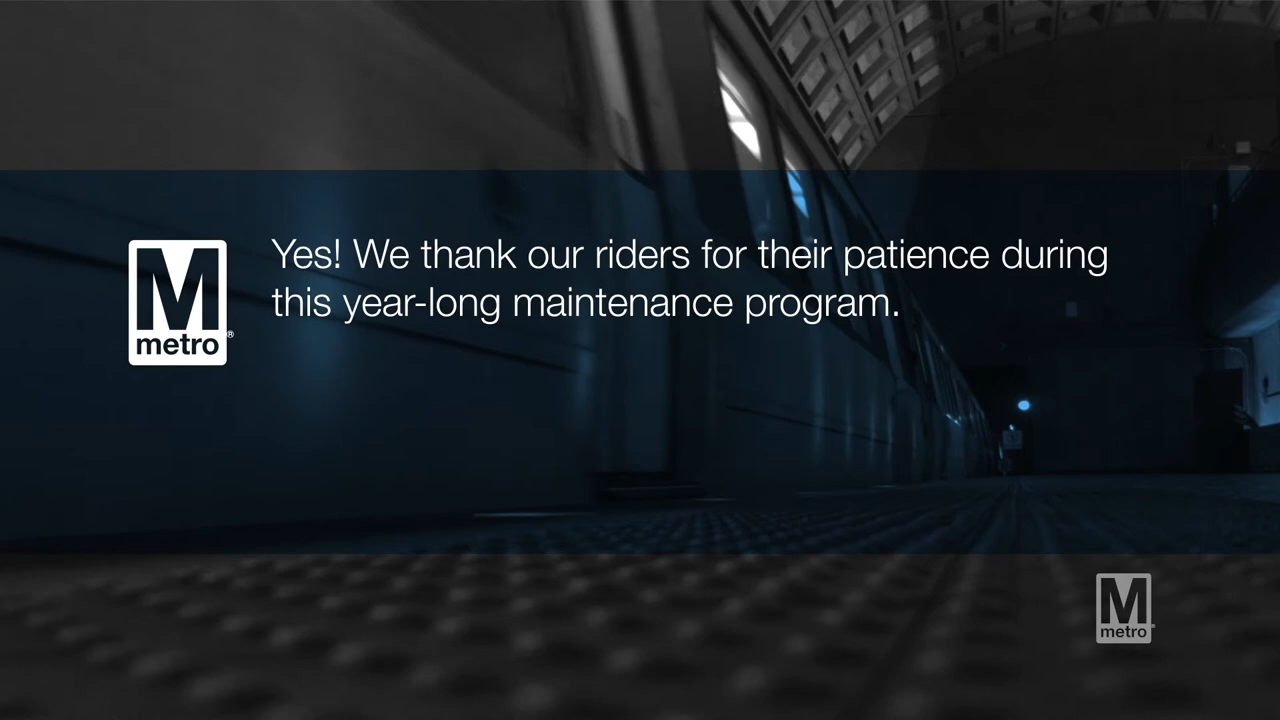 Yes! We thank our riders for their patience during
this year-long maintenance program.
M
metro®
M
metro